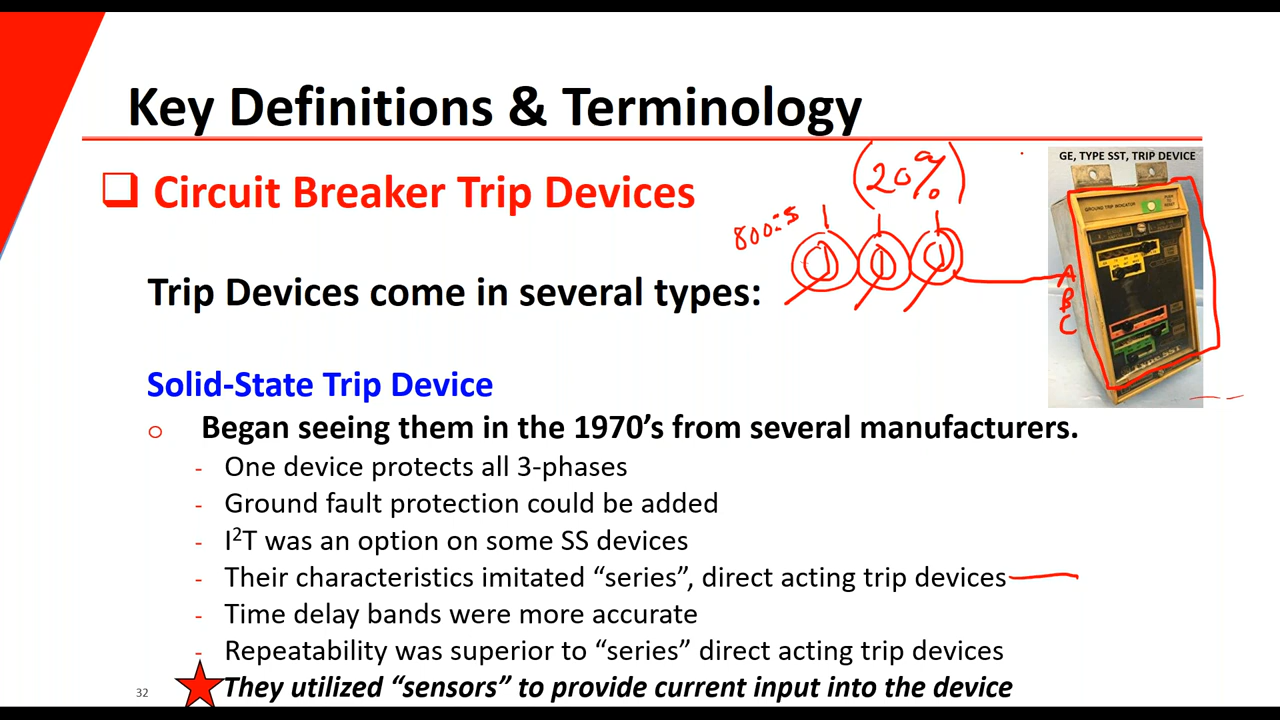 Key Definitions & Terminology
GE, TYPE SST, TRIP DEVICE
(20%)
❑ Circuit Breaker Trip Devices
GROUND TRIP INDICATOR
800:5
A
B
C
Trip Devices come in several types:
Solid-State Trip Device
o Began seeing them in the 1970’s from several manufacturers.
- One device protects all 3-phases
- Ground fault protection could be added
- I²T was an option on some SS devices
- Their characteristics imitated “series”, direct acting trip devices
- Time delay bands were more accurate
- Repeatability was superior to “series” direct acting trip devices
They utilized “sensors” to provide current input into the device
32